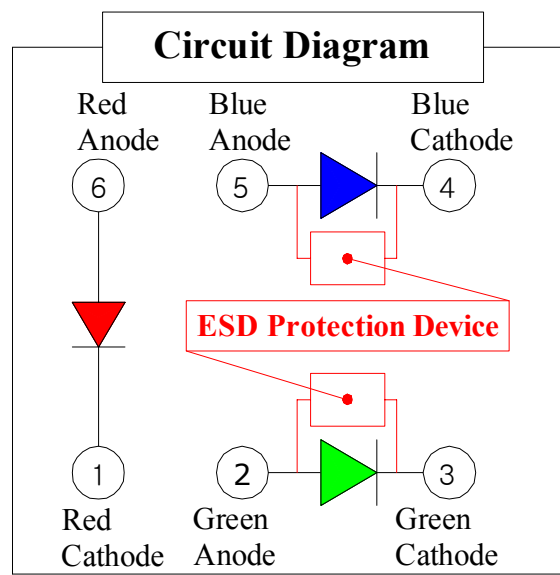 Circuit Diagram
Red
Anode
Blue
Anode
Blue
Cathode
6
5
4
ESD Protection Device
1
2
3
Red
Cathode
Green
Anode
Green
Cathode